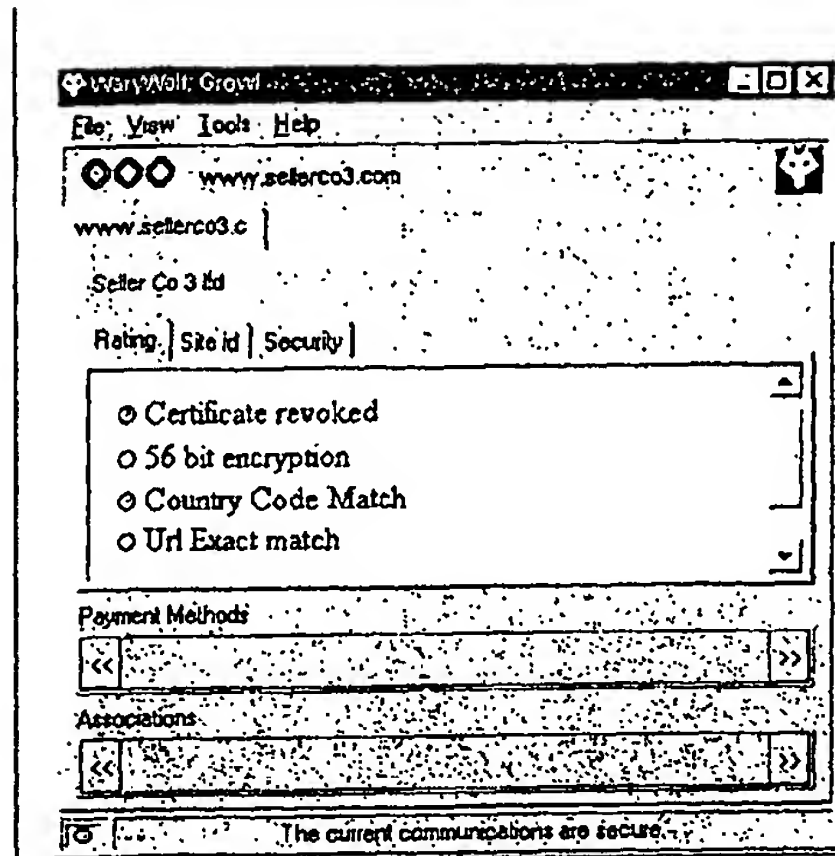 WaryWolf: Growl
File View Tools Help
www.sellerco3.com
www.sellerco3.c
Seller Co 3 ltd
Rating Site id Security
Certificate revoked
56 bit encryption
Country Code Match
Url Exact match
Payment Methods
<< >>
Associations
<< >>
The current communications are secure.